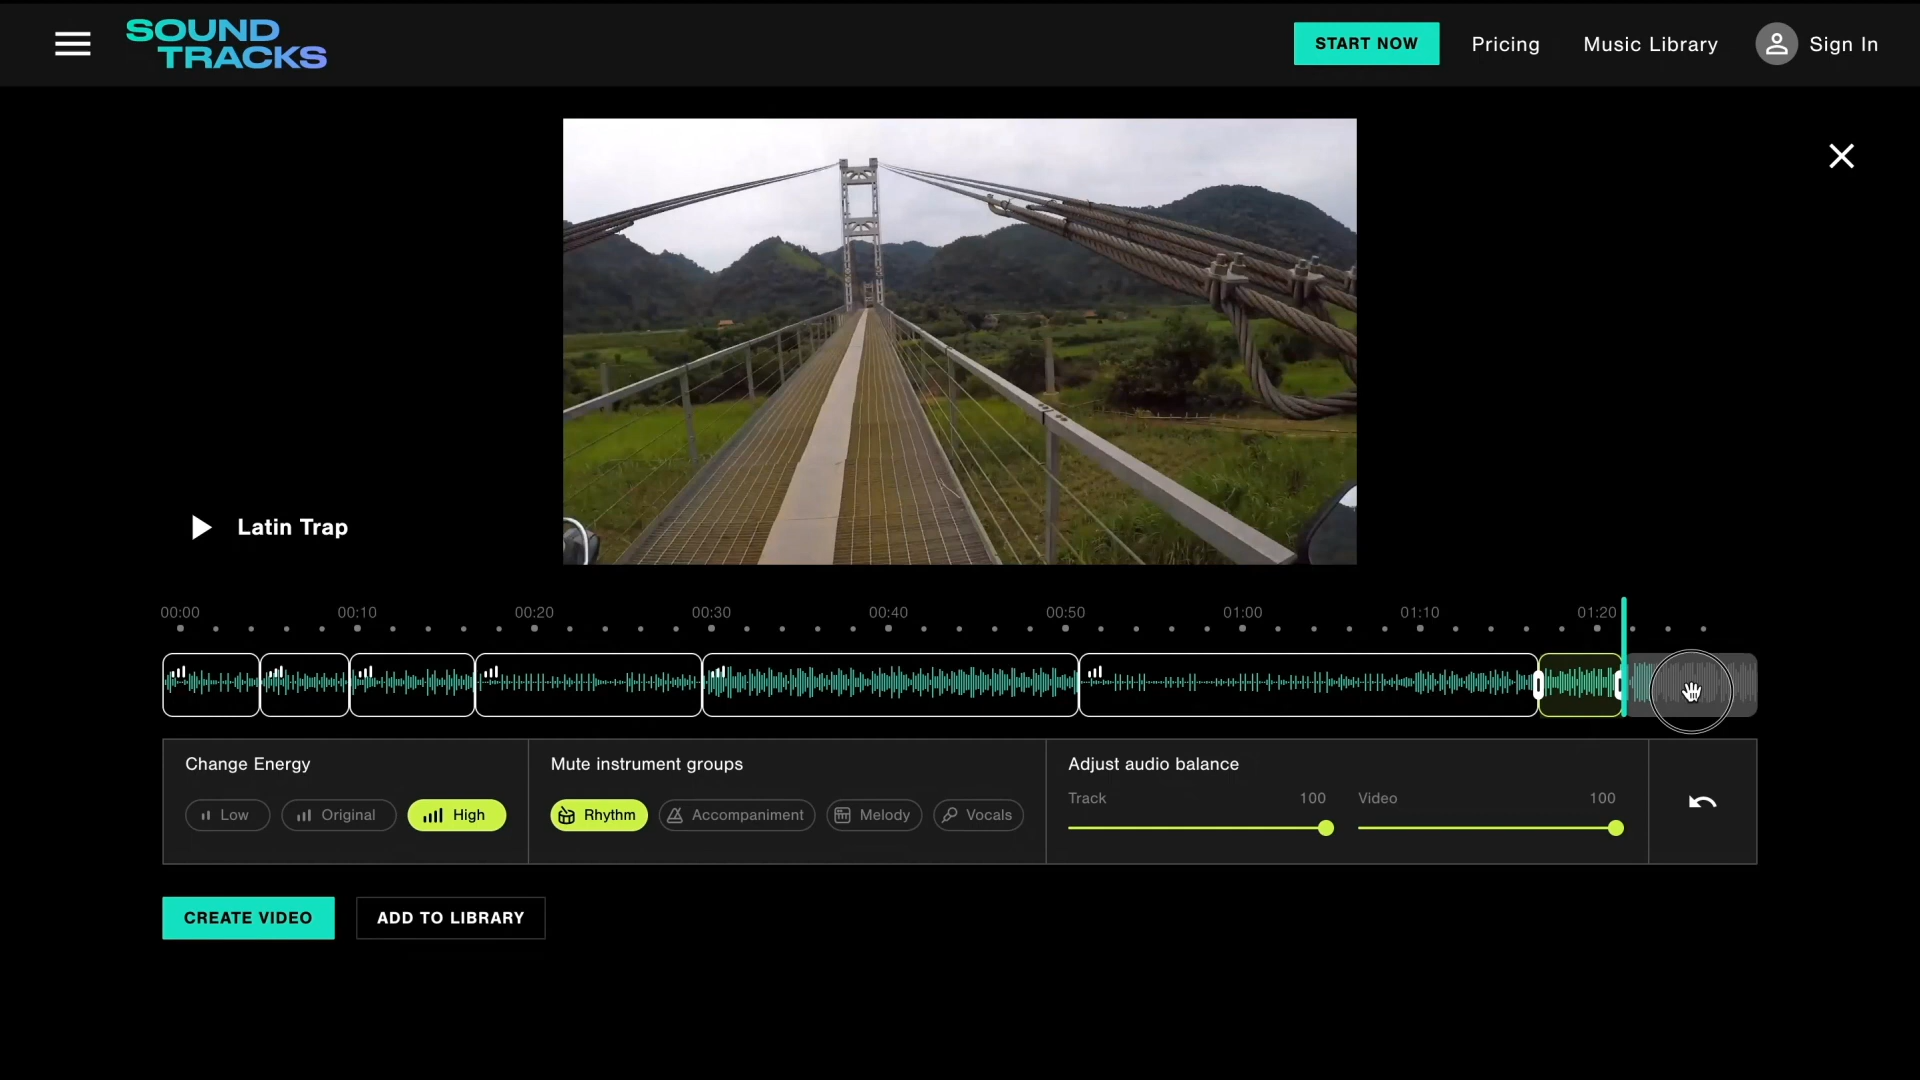 SOUND
TRACKS
START NOW
Pricing
Music Library
Sign In
Latin Trap
00:00 00:10 00:20 00:30 00:40 00:50 01:00 01:10 01:20
Change Energy
Mute instrument groups
Adjust audio balance
Track 100 Video 100
Low Original High
Rhythm Accompaniment Melody Vocals
CREATE VIDEO
ADD TO LIBRARY